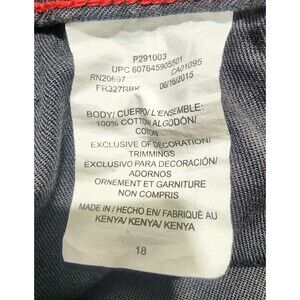 P291003
UPC 607645905501
RN20697 CA01095
FR327RBK 06/16/2015
BODY/ CUERPO/ L'ENSEMBLE:
100% COTTON/ ALGODÓN/
COTON
EXCLUSIVE OF DECORATION/
TRIMMINGS
EXCLUSIVO PARA DECORACIÓN/
ADORNOS
ORNEMENT ET GARNITURE
NON COMPRIS
MADE IN / HECHO EN/ FABRIQUÉ AU
KENYA/ KENYA/ KENYA
18